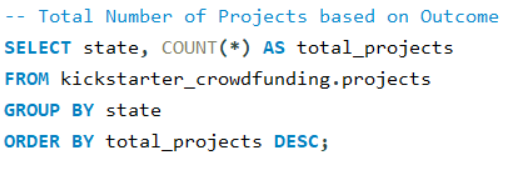 -- Total Number of Projects based on Outcome
SELECT state, COUNT(*) AS total_projects
FROM kickstarter_crowdfunding.projects
GROUP BY state
ORDER BY total_projects DESC;